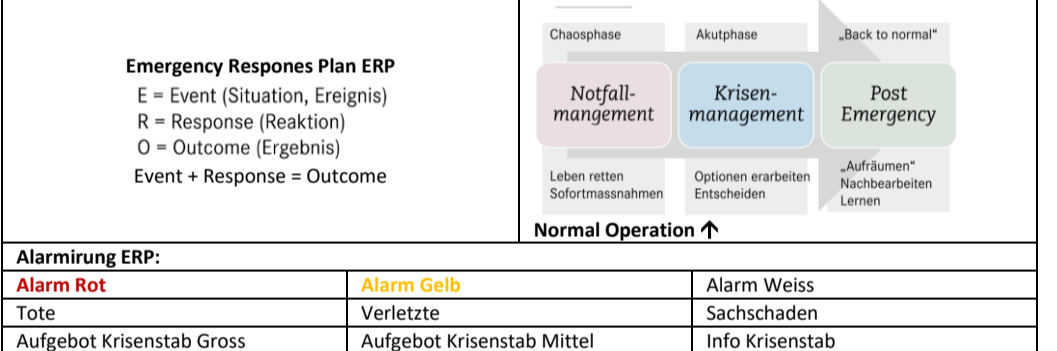 Emergency Respones Plan ERP
E = Event (Situation, Ereignis)
R = Response (Reaktion)
O = Outcome (Ergebnis)
Event + Response = Outcome
Chaosphase
Akutphase
„Back to normal“
Notfall-
mangement
Krisen-
management
Post
Emergency
Leben retten
Sofortmassnahmen
Optionen erarbeiten
Entscheiden
„Aufräumen“
Nachbearbeiten
Lernen
Normal Operation ↑
Alarmirung ERP:
Alarm Rot
Alarm Gelb
Alarm Weiss
Tote
Verletzte
Sachschaden
Aufgebot Krisenstab Gross
Aufgebot Krisenstab Mittel
Info Krisenstab